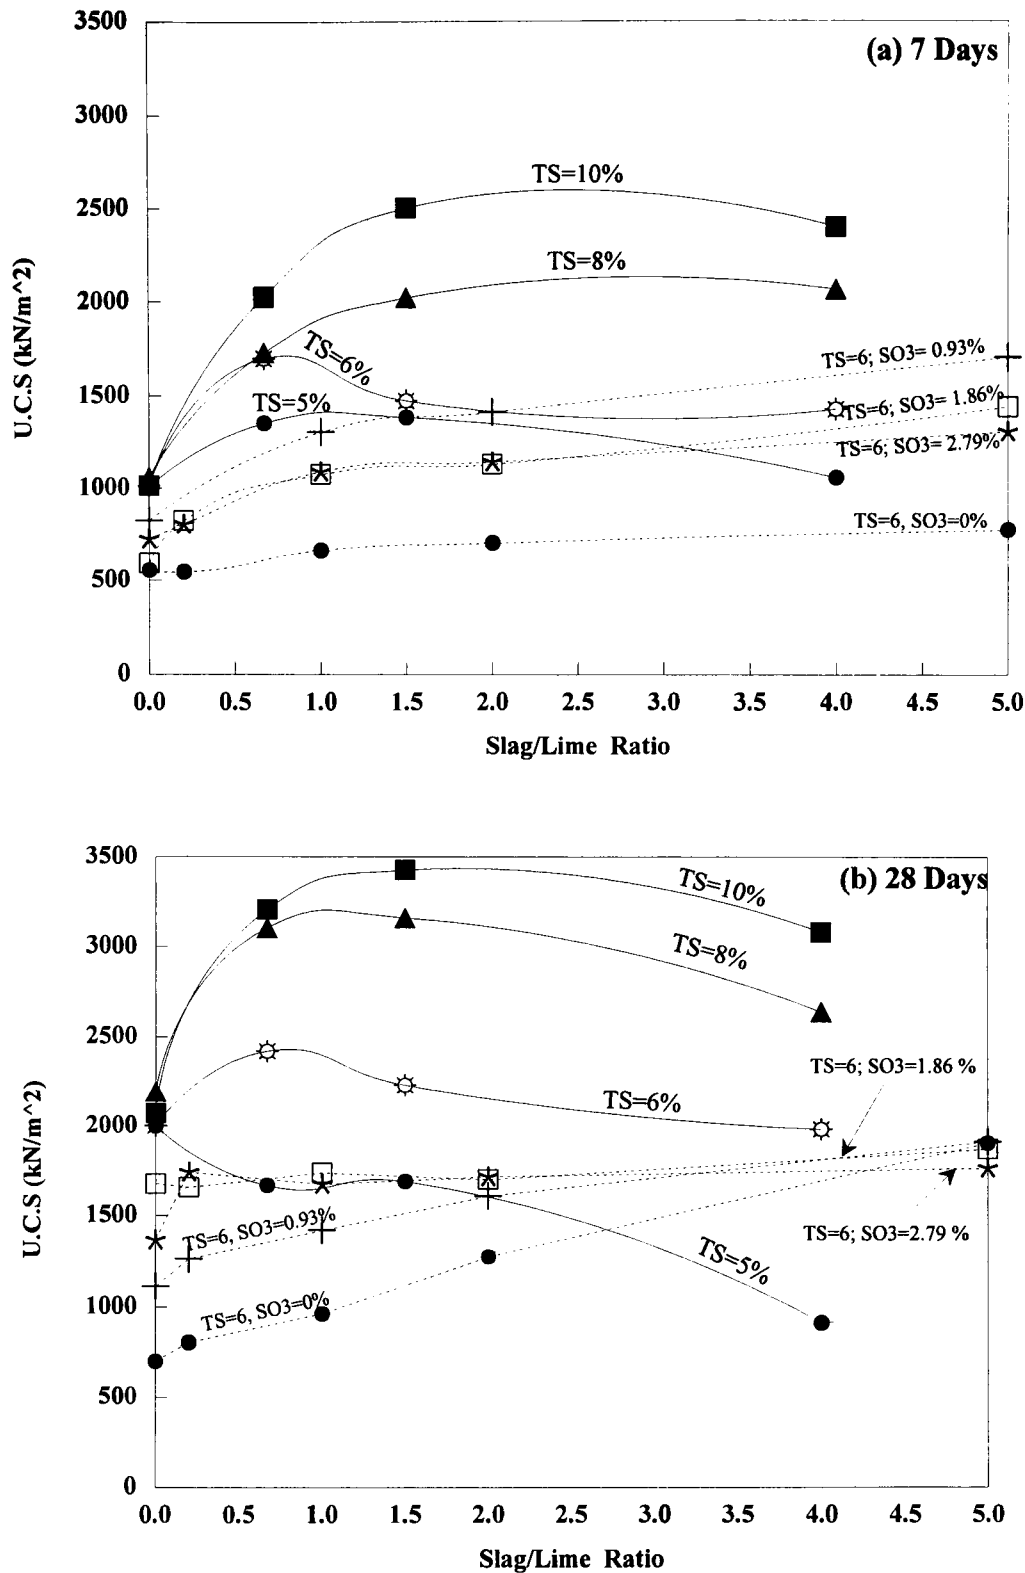 3500
(a) 7 Days
3000
TS=10%
2500
TS=8%
2000
TS=6%
TS=6; SO3= 0.93%
1500
TS=5%
TS=6; SO3= 1.86%
TS=6; SO3= 2.79%
1000
TS=6, SO3=0%
500
0
U.C.S (kN/m^2)
0.0 0.5 1.0 1.5 2.0 2.5 3.0 3.5 4.0 4.5 5.0
Slag/Lime Ratio
3500
(b) 28 Days
TS=10%
3000
TS=8%
2500
TS=6; SO3=1.86 %
TS=6%
2000
1500
TS=6, SO3=0.93%
TS=6; SO3=2.79 %
TS=5%
1000
TS=6, SO3=0%
500
0
U.C.S (kN/m^2)
0.0 0.5 1.0 1.5 2.0 2.5 3.0 3.5 4.0 4.5 5.0
Slag/Lime Ratio